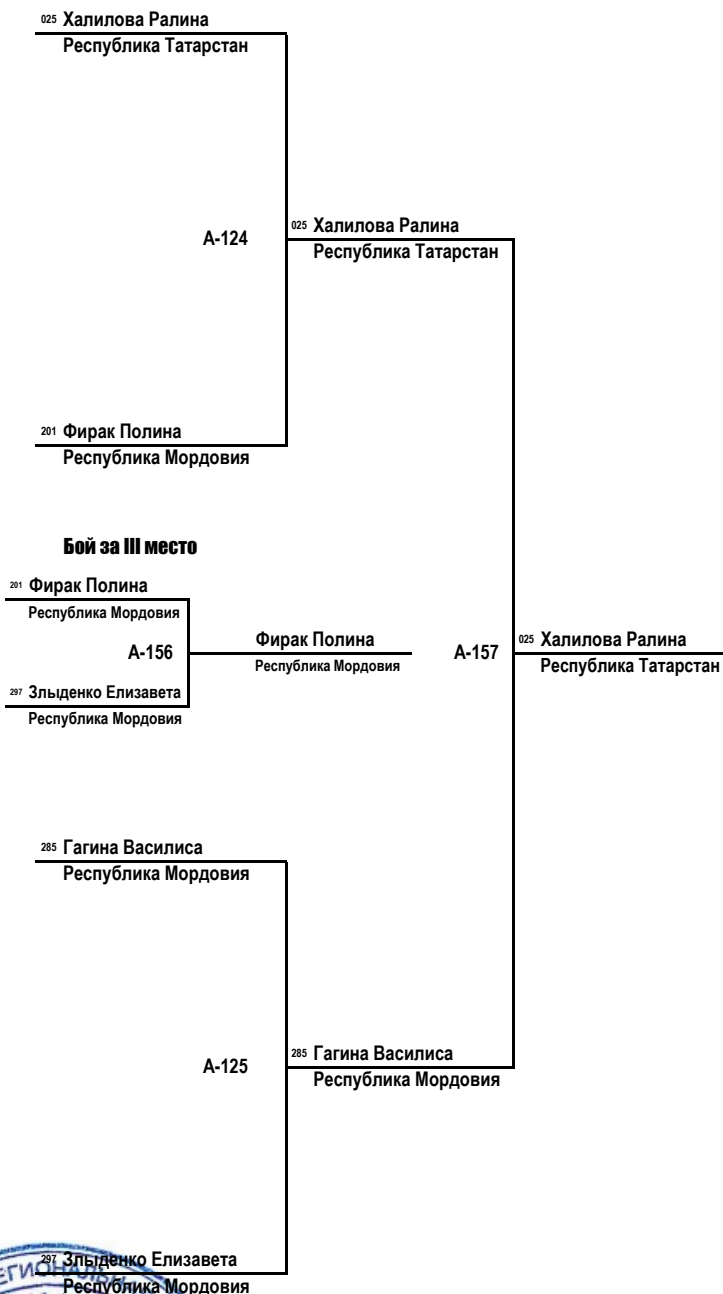 025 Халилова Ралина
Республика Татарстан
А-124
025 Халилова Ралина
Республика Татарстан
201 Фирак Полина
Республика Мордовия
Бой за III место
201 Фирак Полина
Республика Мордовия
А-156
Фирак Полина
Республика Мордовия
297 Злыденко Елизавета
Республика Мордовия
А-157
025 Халилова Ралина
Республика Татарстан
285 Гагина Василиса
Республика Мордовия
А-125
285 Гагина Василиса
Республика Мордовия
297 Злыденко Елизавета
Республика Мордовия